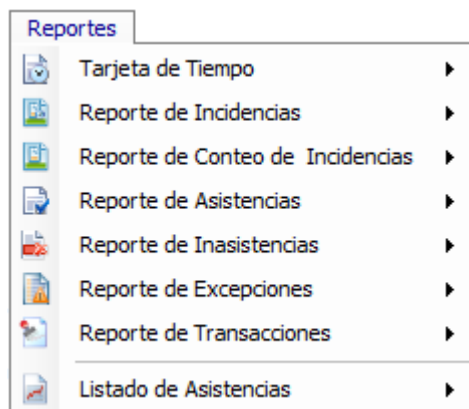 Reportes
Tarjeta de Tiempo
Reporte de Incidencias
Reporte de Conteo de Incidencias
Reporte de Asistencias
Reporte de Inasistencias
Reporte de Excepciones
Reporte de Transacciones
Listado de Asistencias